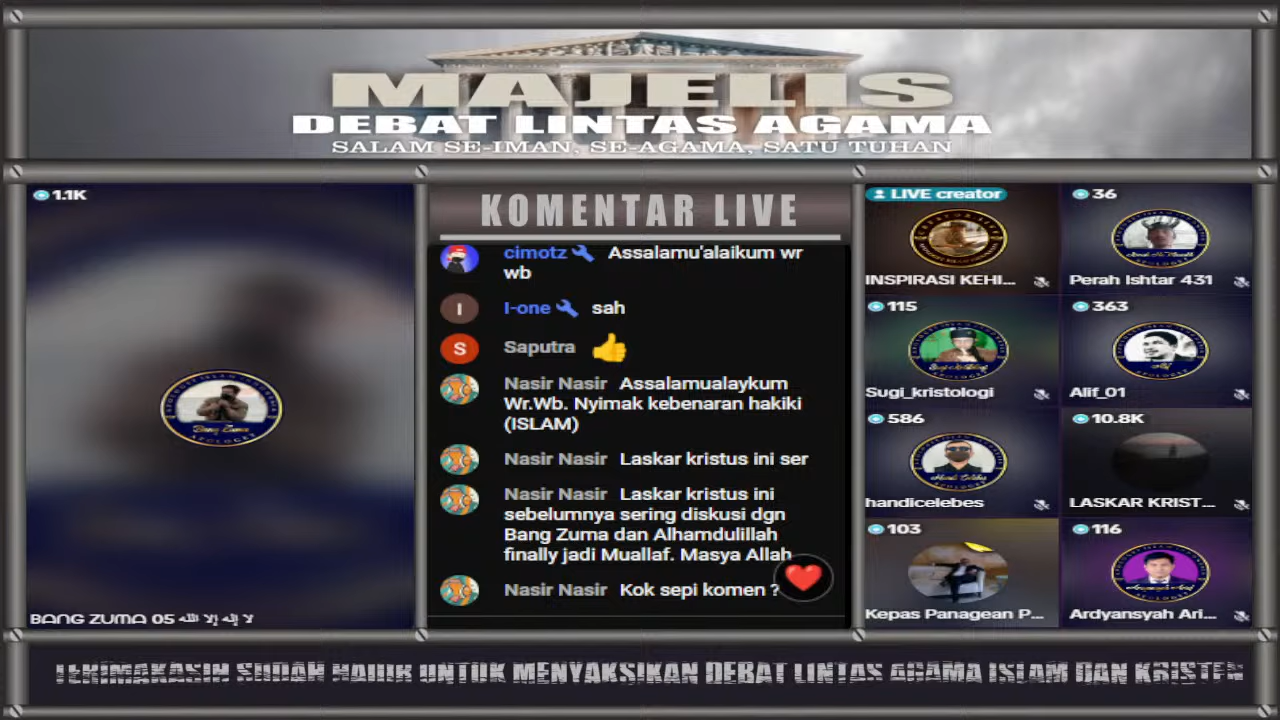 MAJELIS
DEBAT LINTAS AGAMA
SALAM SE-IMAN, SE-AGAMA, SATU TUHAN
1.1K
BANG ZUMA 05 لا إله إلا الله
KOMENTAR LIVE
cimotz Assalamu'alaikum wr
wb
I
I-one sah
S
Saputra 👍
Nasir Nasir Assalamualaykum
Wr.Wb. Nyimak kebenaran hakiki
(ISLAM)
Nasir Nasir Laskar kristus ini ser
Nasir Nasir Laskar kristus ini
sebelumnya sering diskusi dgn
Bang Zuma dan Alhamdulillah
finally jadi Muallaf. Masya Allah
Nasir Nasir Kok sepi komen ?
LIVE creator
INSPIRASI KEHI...
36
Perah Ishtar 431
115
Sugi_kristologi
363
Alif_01
586
handicelebes
10.8K
LASKAR KRIST...
103
Kepas Panagean P...
116
Ardyansyah Ari...
TERIMAKASIH SUDAH HADIR UNTUK MENYAKSIKAN DEBAT LINTAS AGAMA ISLAM DAN KRISTEN